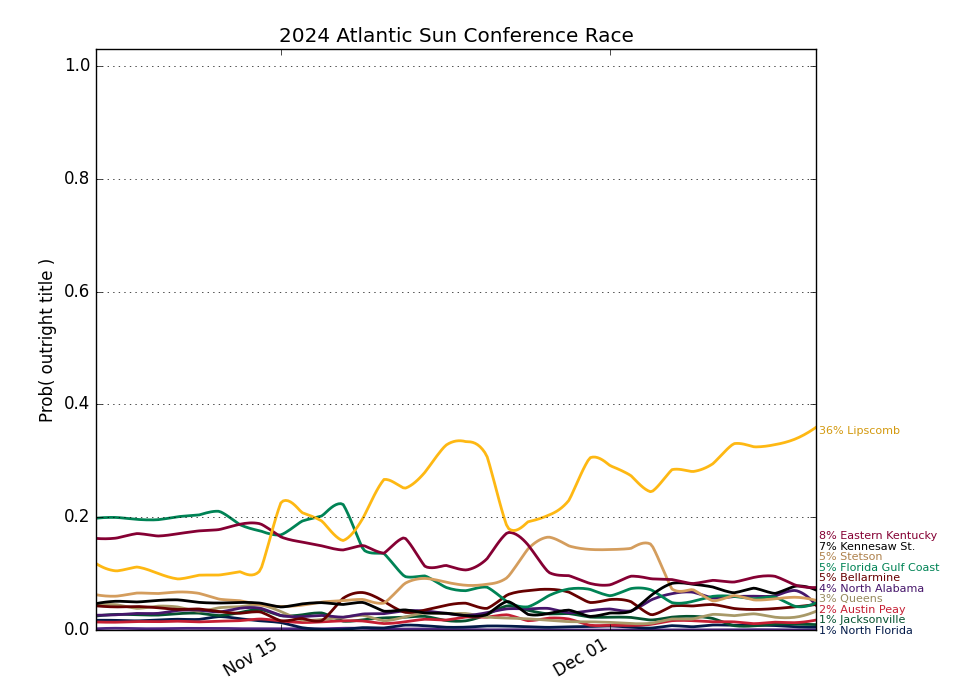 2024 Atlantic Sun Conference Race
1.0
0.8
0.6
0.4
0.2
0.0
Prob( outright title )
Nov 15
Dec 01
36% Lipscomb
8% Eastern Kentucky
7% Kennesaw St.
5% Stetson
5% Florida Gulf Coast
5% Bellarmine
4% North Alabama
3% Queens
2% Austin Peay
1% Jacksonville
1% North Florida